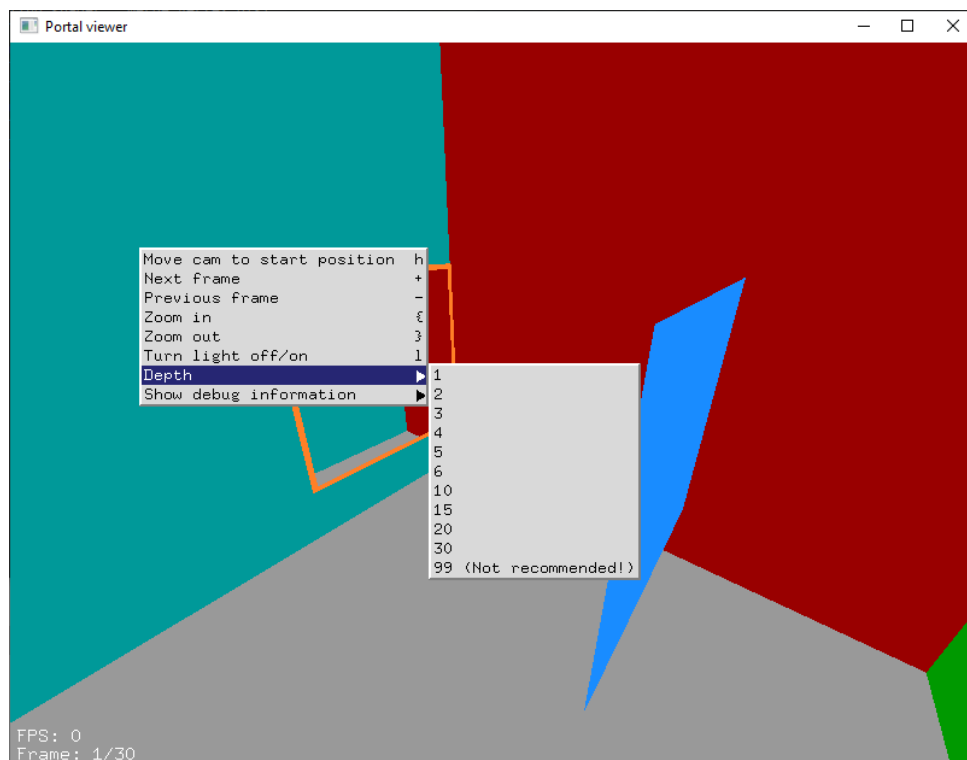 Portal viewer
Move cam to start position h
Next frame +
Previous frame -
Zoom in {
Zoom out }
Turn light off/on l
Depth
Show debug information
1
2
3
4
5
6
10
15
20
30
99 (Not recommended!)
FPS: 0
Frame: 1/30